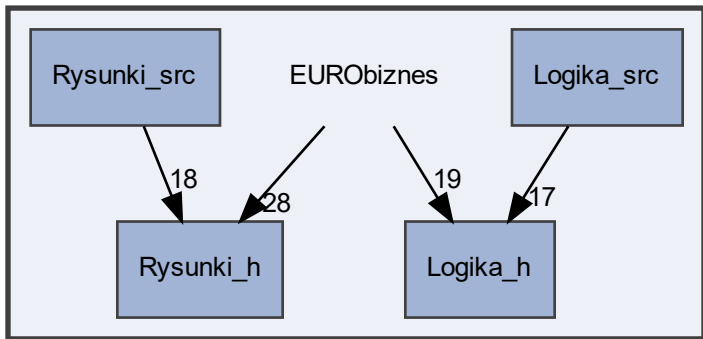 Rysunki_src
EURObiznes
Logika_src
18
28
19
17
Rysunki_h
Logika_h